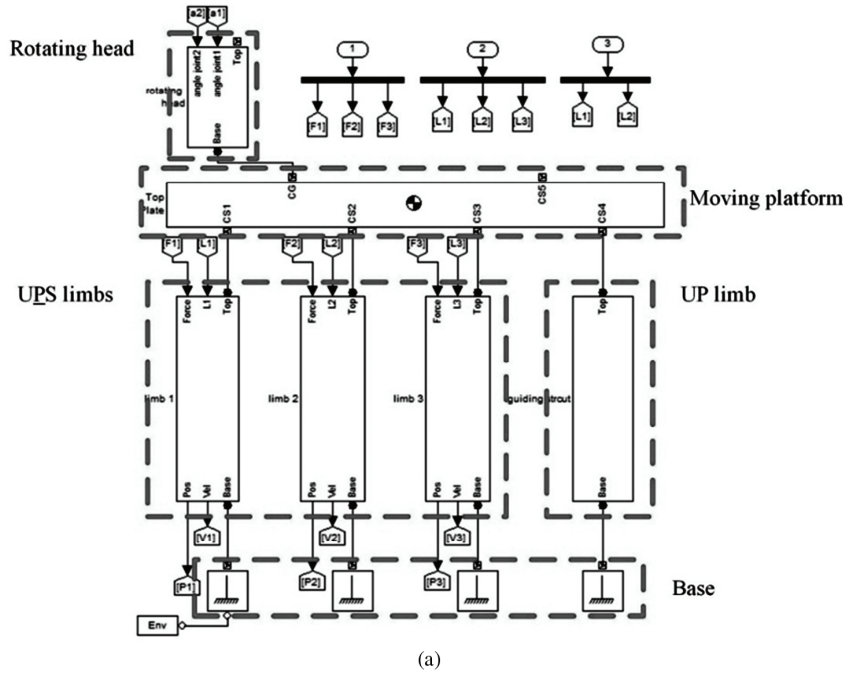 [a2] [a1]
Rotating head
angle joint2
angle joint1
Top
rotating
head
Base
1
2
3
[F1] [F2] [F3]
[L1] [L2] [L3]
[L1] [L2]
CG
CS5
Top
Plate
CS1
CS2
CS3
CS4
Moving platform
[F1] [L1] [F2] [L2] [F3] [L3]
UPS limbs
UP limb
Force
L1
Top
Force
L2
Top
Force
L3
Top
Top
limb 1
limb 2
limb 3
guiding strcut
Pos
Vel
Base
Pos
Vel
Base
Pos
Vel
Base
Base
[V1] [V2] [V3]
[P1] [P2] [P3]
Base
Env
(a)